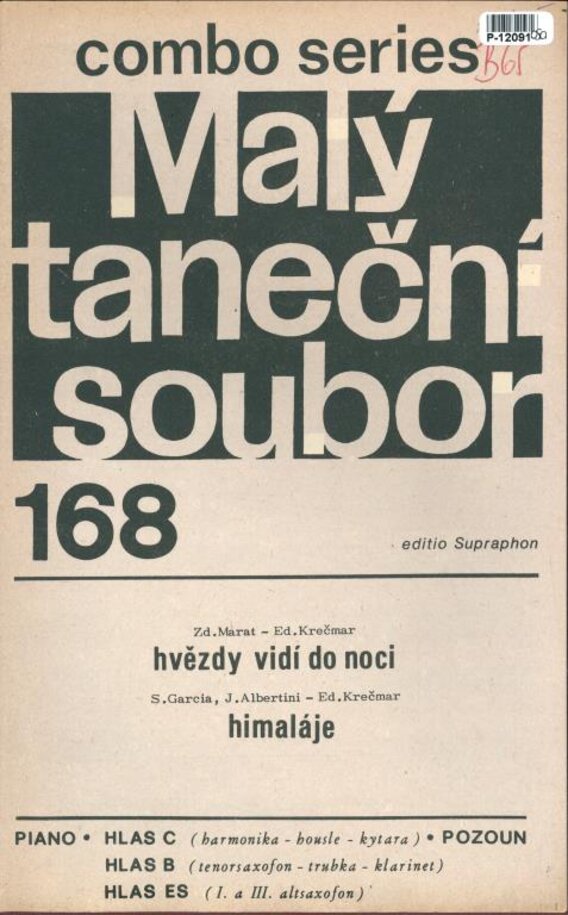 P-12091
combo series
B65
Malý
taneční
soubor
168
editio Supraphon
Zd.Marat - Ed.Krečmar
hvězdy vidí do noci
S.Garcia, J.Albertini - Ed.Krečmar
himaláje
PIANO • HLAS C (harmonika - housle - kytara) • POZOUN
HLAS B (tenorsaxofon - trubka - klarinet)
HLAS ES (I. a III. altsaxofon)